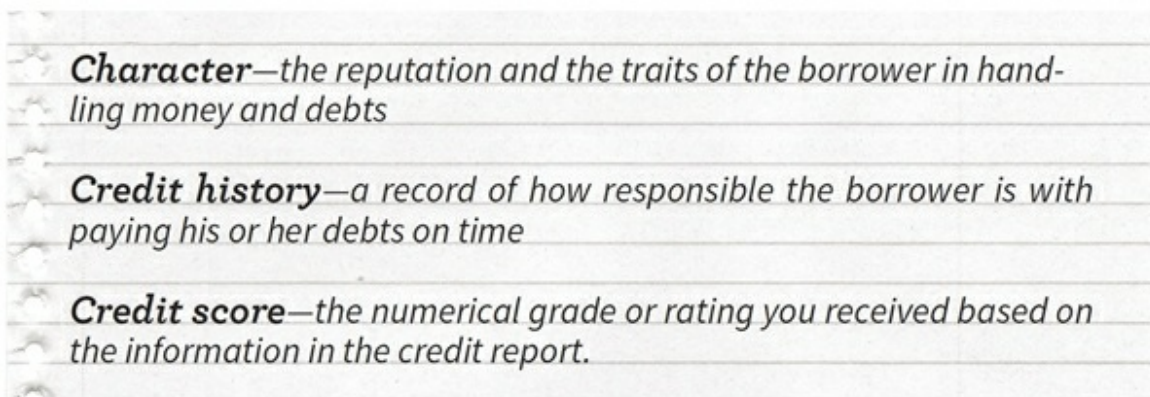 Character—the reputation and the traits of the borrower in hand-
ling money and debts
Credit history—a record of how responsible the borrower is with
paying his or her debts on time
Credit score—the numerical grade or rating you received based on
the information in the credit report.